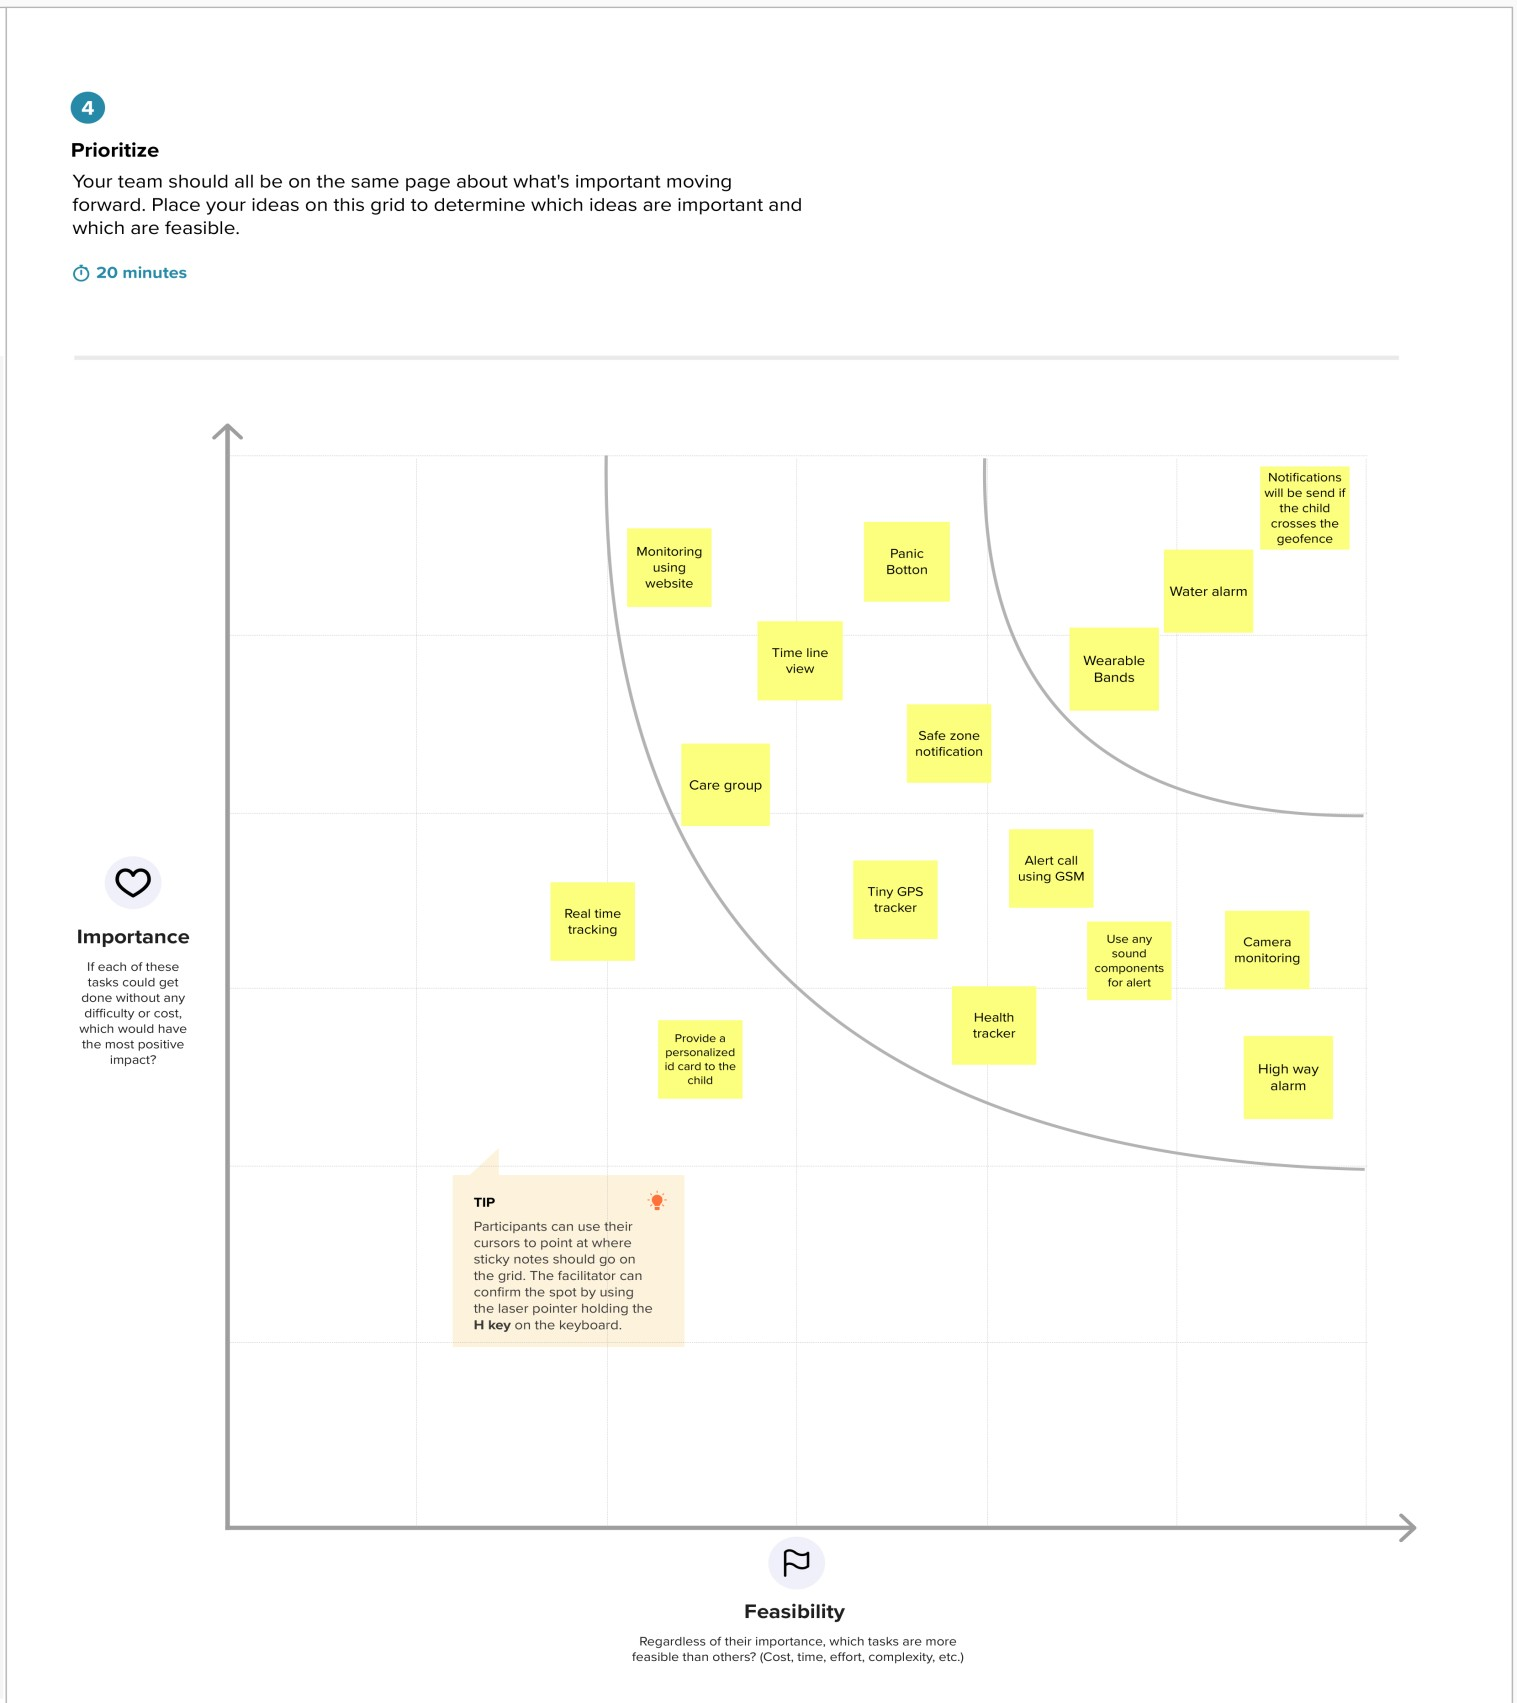 4
Prioritize
Your team should all be on the same page about what's important moving
forward. Place your ideas on this grid to determine which ideas are important and
which are feasible.
20 minutes
Notifications
will be send if
the child
crosses the
geofence
Monitoring
using
website
Panic
Botton
Water alarm
Time line
view
Wearable
Bands
Safe zone
notification
Care group
Alert call
using GSM
Tiny GPS
tracker
Real time
tracking
Use any
sound
components
for alert
Camera
monitoring
Health
tracker
Provide a
personalized
id card to the
child
High way
alarm
Importance
If each of these
tasks could get
done without any
difficulty or cost,
which would have
the most positive
impact?
TIP
Participants can use their
cursors to point at where
sticky notes should go on
the grid. The facilitator can
confirm the spot by using
the laser pointer holding the
H key on the keyboard.
Feasibility
Regardless of their importance, which tasks are more
feasible than others? (Cost, time, effort, complexity, etc.)